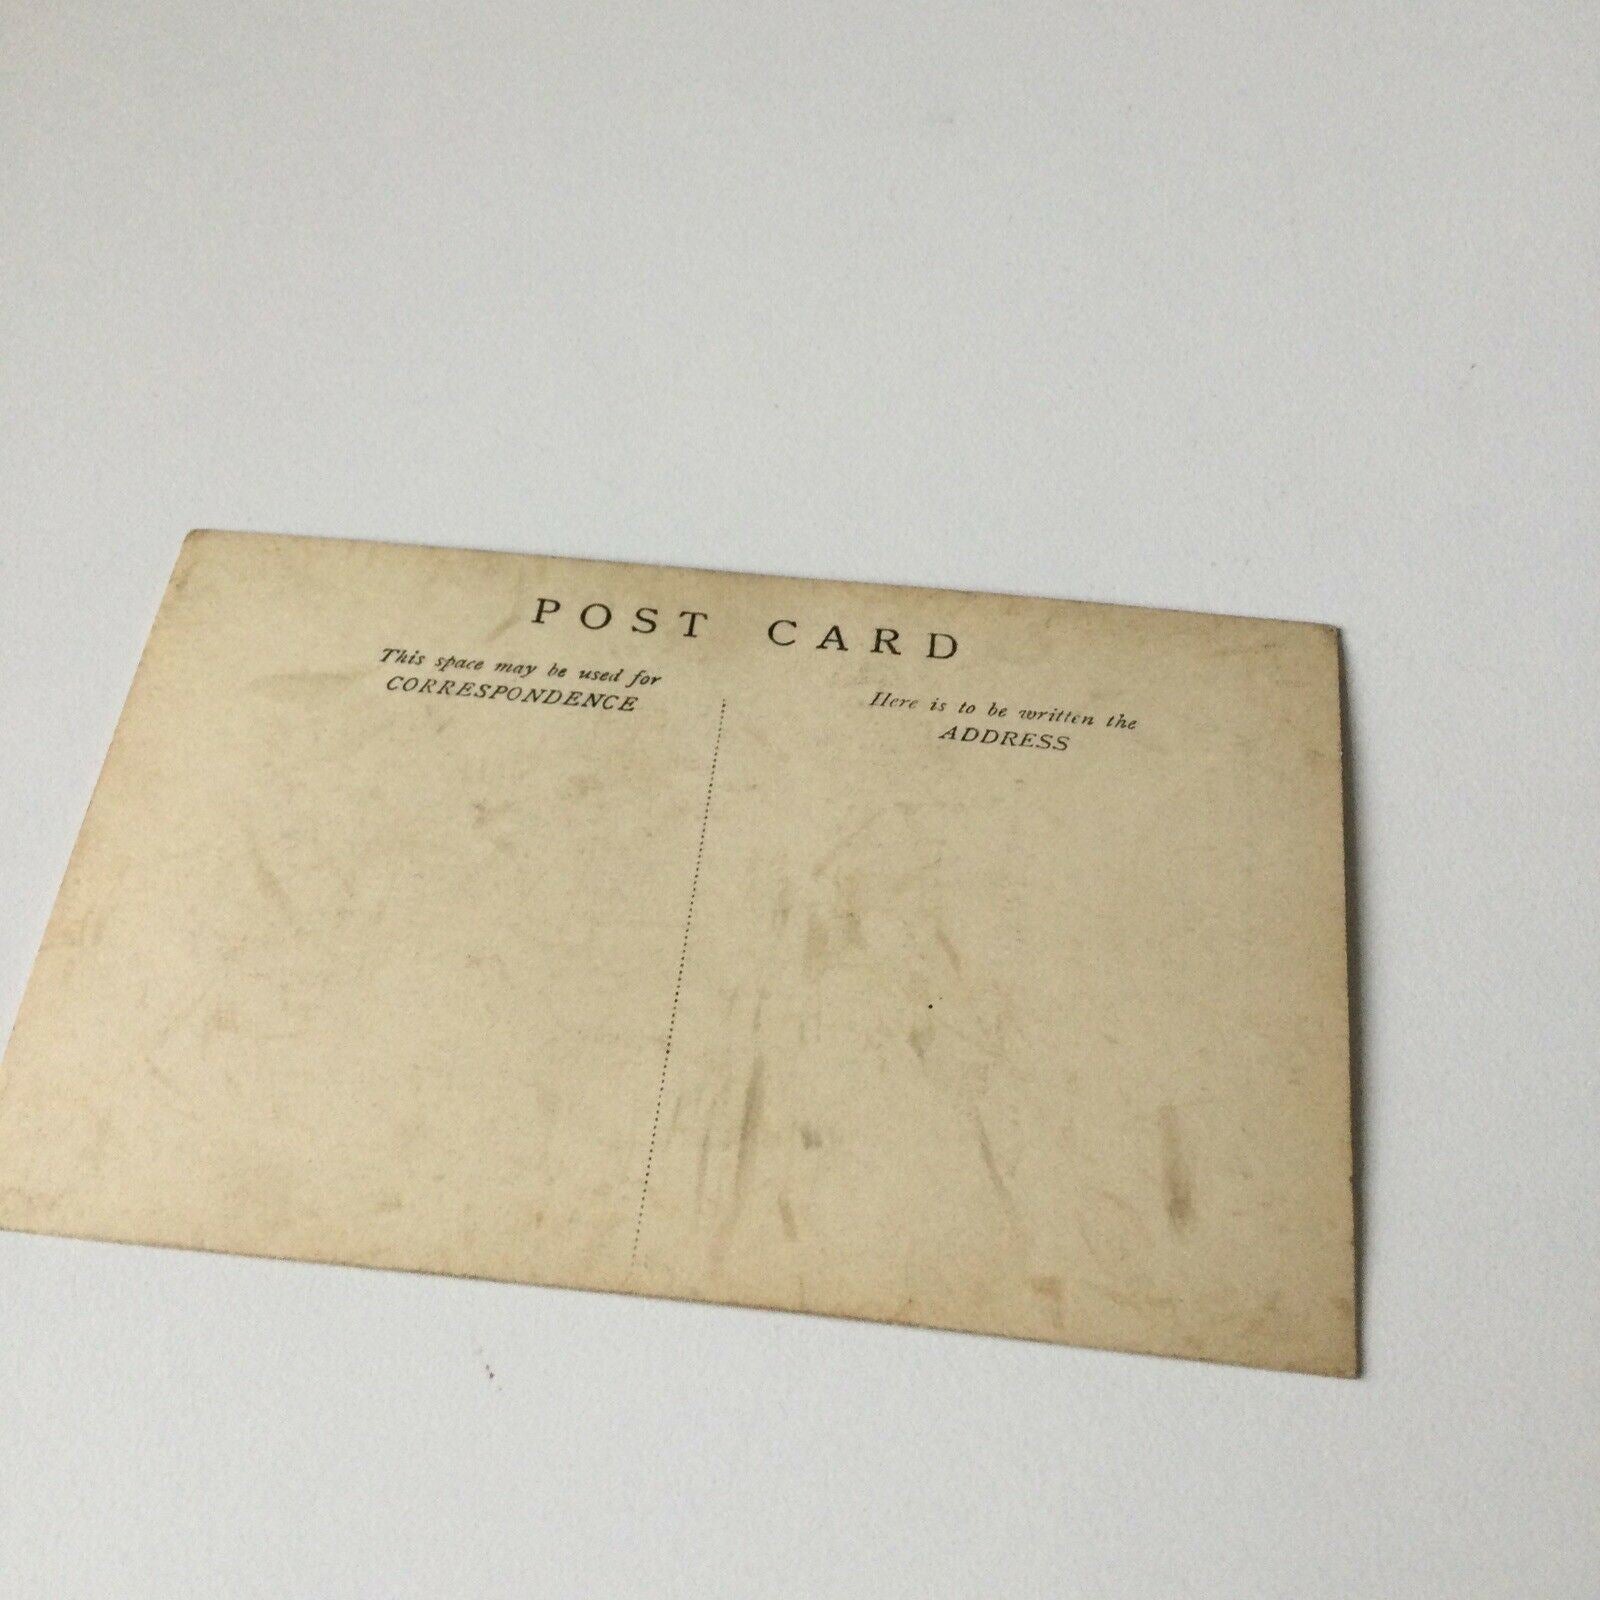 POST CARD
This space may be used for
CORRESPONDENCE
Here is to be written the
ADDRESS